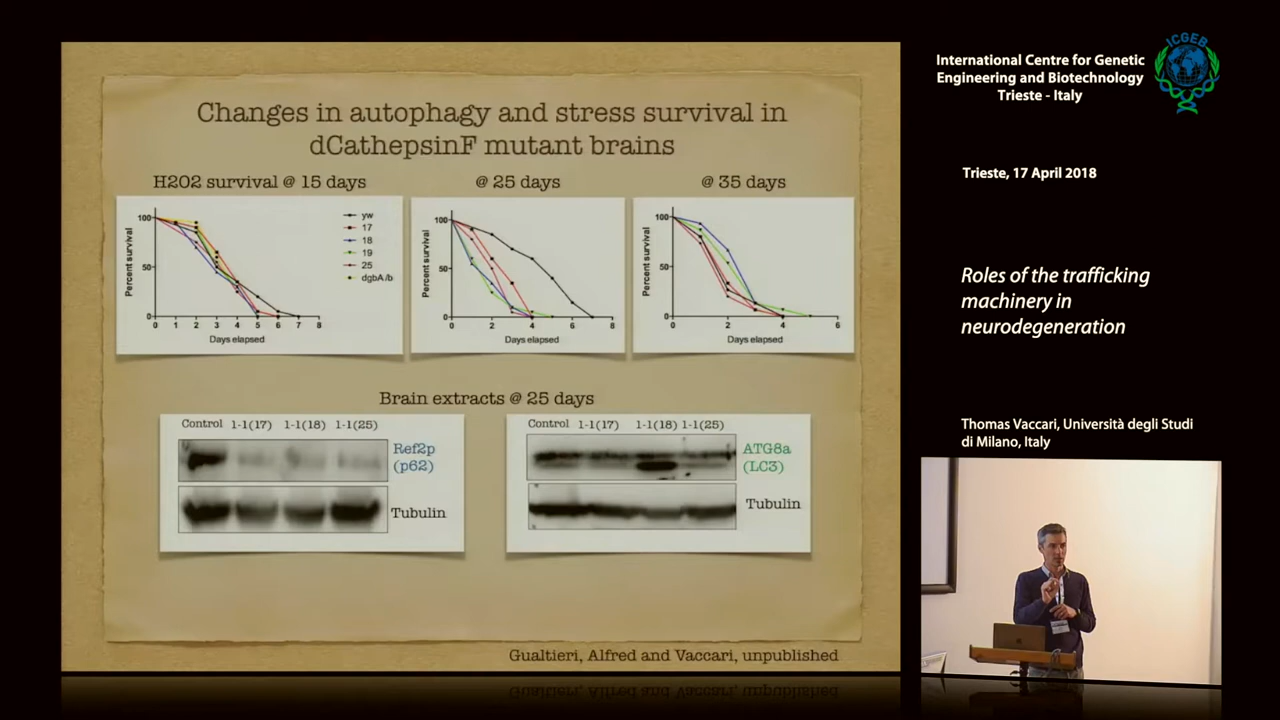 Changes in autophagy and stress survival in
dCathepsinF mutant brains
H2O2 survival @ 15 days
@ 25 days
@ 35 days
Percent survival
100
50
0
0 1 2 3 4 5 6 7 8
Days elapsed
yw
17
18
19
25
dgbA/b
Percent survival
100
50
0
0 2 4 6 8
Days elapsed
Percent survival
100
50
0
0 2 4 6
Days elapsed
Brain extracts @ 25 days
Control 1-1(17) 1-1(18) 1-1(25)
Ref2p
(p62)
Tubulin
Control 1-1(17) 1-1(18) 1-1(25)
ATG8a
(LC3)
Tubulin
Gualtieri, Alfred and Vaccari, unpublished
International Centre for Genetic
Engineering and Biotechnology
Trieste - Italy
ICGEB
Trieste, 17 April 2018
Roles of the trafficking
machinery in
neurodegeneration
Thomas Vaccari, Università degli Studi
di Milano, Italy